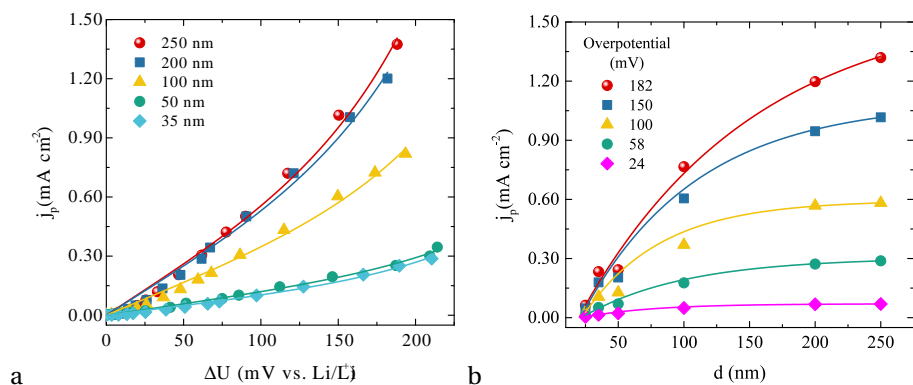 1.50
1.20
0.90
0.60
0.30
0.00
j_p(mA cm^-2)
250 nm
200 nm
100 nm
50 nm
35 nm
0 50 100 150 200
ΔU (mV vs. Li/Li^+)
a
1.50
1.20
0.90
0.60
0.30
0.00
j_p (mA cm^-2)
Overpotential
(mV)
182
150
100
58
24
50 100 150 200 250
d (nm)
b